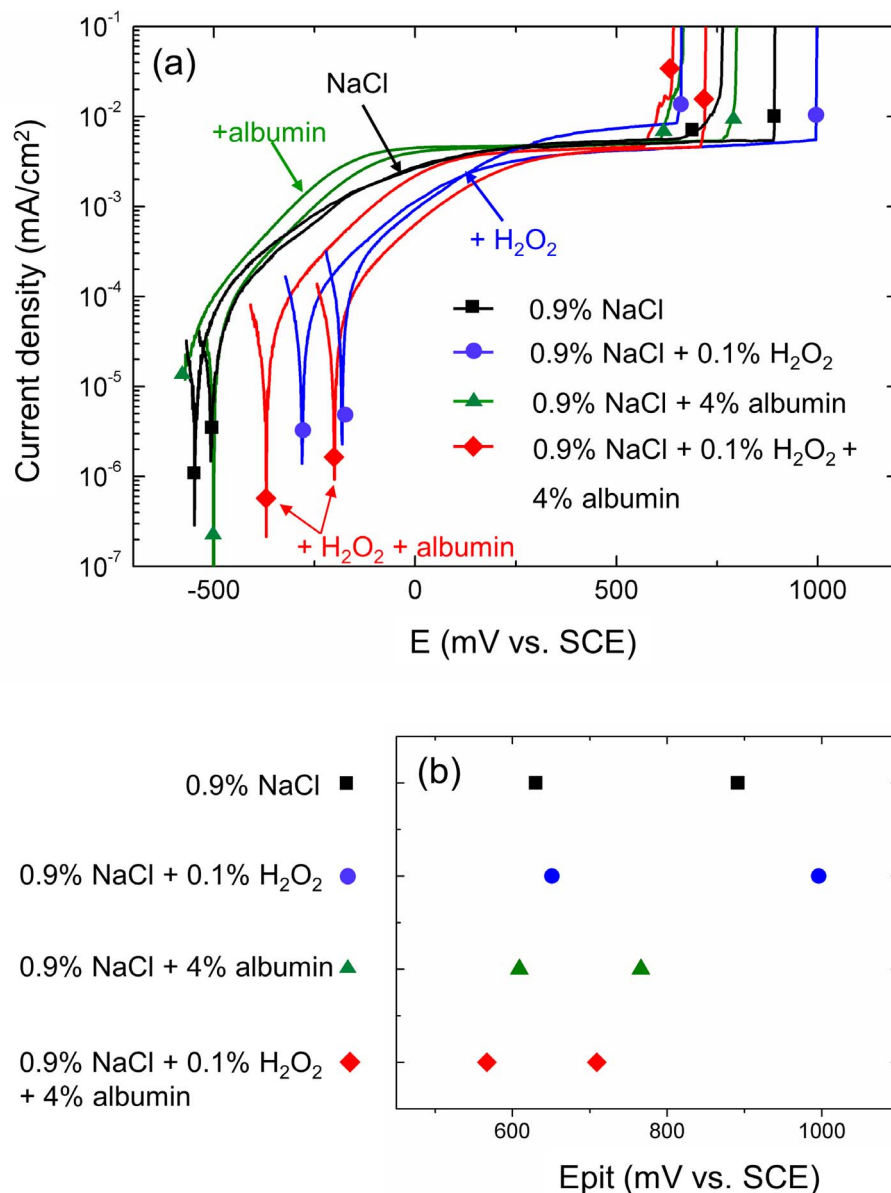 (a)
NaCl
+albumin
+ H₂O₂
+ H₂O₂ + albumin
0.9% NaCl
0.9% NaCl + 0.1% H₂O₂
0.9% NaCl + 4% albumin
0.9% NaCl + 0.1% H₂O₂ +
4% albumin
Current density (mA/cm²)
10⁻¹
10⁻²
10⁻³
10⁻⁴
10⁻⁵
10⁻⁶
10⁻⁷
-500 0 500 1000
E (mV vs. SCE)
(b)
0.9% NaCl
0.9% NaCl + 0.1% H₂O₂
0.9% NaCl + 4% albumin
0.9% NaCl + 0.1% H₂O₂
+ 4% albumin
600 800 1000
Epit (mV vs. SCE)